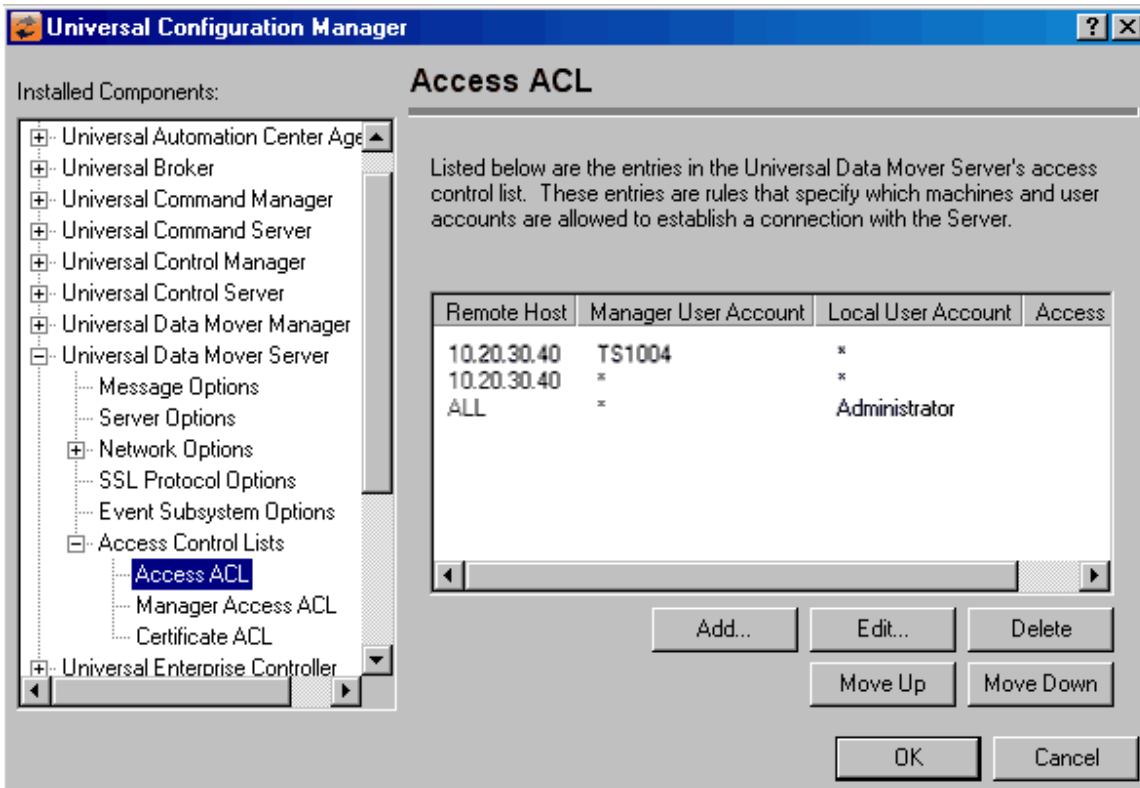 Universal Configuration Manager
Installed Components:
Universal Automation Center Age
Universal Broker
Universal Command Manager
Universal Command Server
Universal Control Manager
Universal Control Server
Universal Data Mover Manager
Universal Data Mover Server
Message Options
Server Options
Network Options
SSL Protocol Options
Event Subsystem Options
Access Control Lists
Access ACL
Manager Access ACL
Certificate ACL
Universal Enterprise Controller
Access ACL
Listed below are the entries in the Universal Data Mover Server's access
control list. These entries are rules that specify which machines and user
accounts are allowed to establish a connection with the Server.
Remote Host Manager User Account Local User Account Access
10.20.30.40 TS1004 *
10.20.30.40 * *
ALL * Administrator
Add... Edit... Delete
Move Up Move Down
OK Cancel